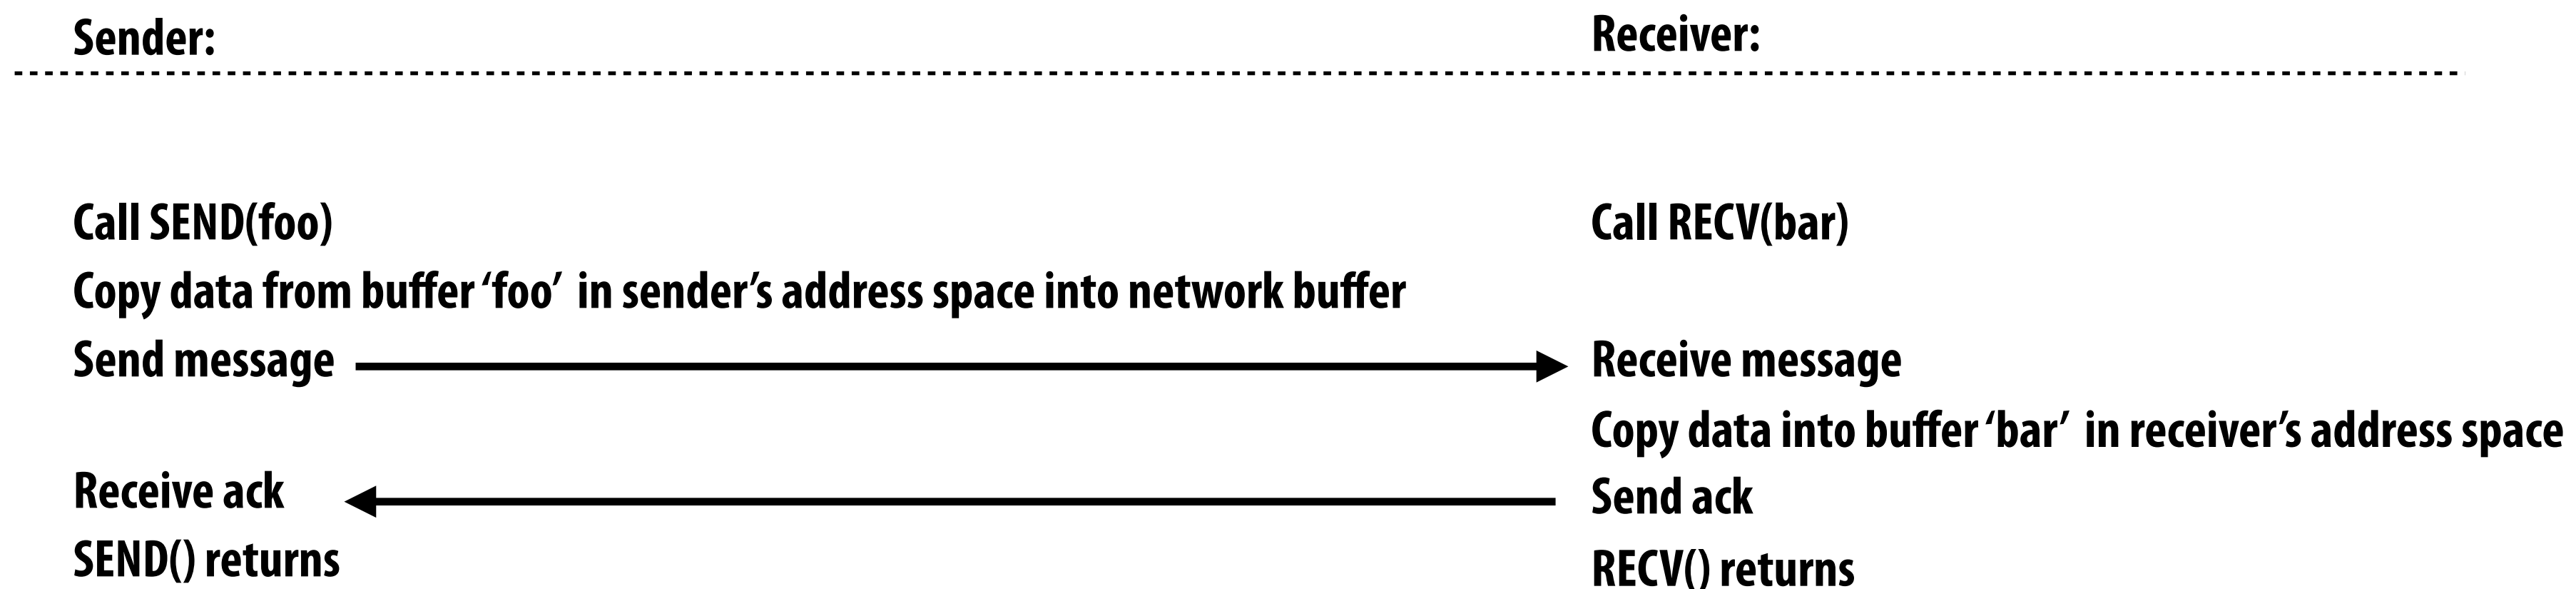 Sender:
Receiver:
Call SEND(foo)
Call RECV(bar)
Copy data from buffer ‘foo’ in sender’s address space into network buffer
Send message
Receive message
Copy data into buffer ‘bar’ in receiver’s address space
Receive ack
Send ack
SEND() returns
RECV() returns